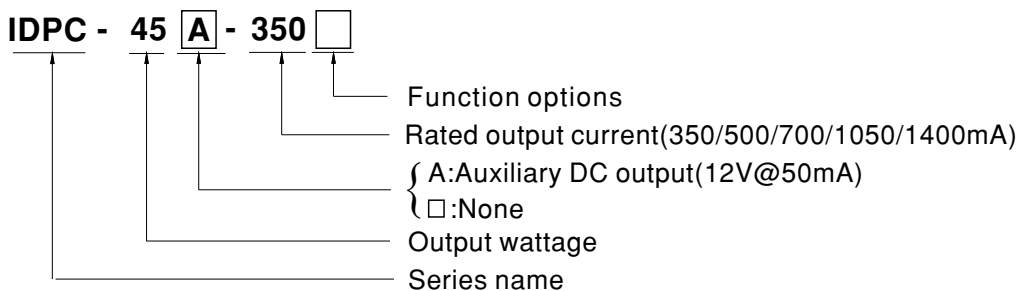 IDPC - 45 A - 350 □
Function options
Rated output current(350/500/700/1050/1400mA)
A:Auxiliary DC output(12V@50mA)
□:None
Output wattage
Series name